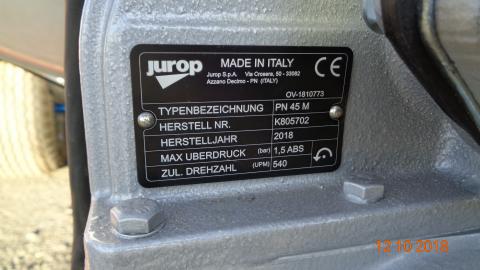 jurop
MADE IN ITALY
Jurop S.p.A. Via Crosera, 50 - 33082
Azzano Decimo - PN (ITALY)
CE
OV-1810773
TYPENBEZEICHNUNG PN 45 M
HERSTELL NR. K805702
HERSTELLJAHR 2018
MAX UBERDRUCK (bar) 1,5 ABS
ZUL. DREHZAHL (UPM) 540
12 10 2018